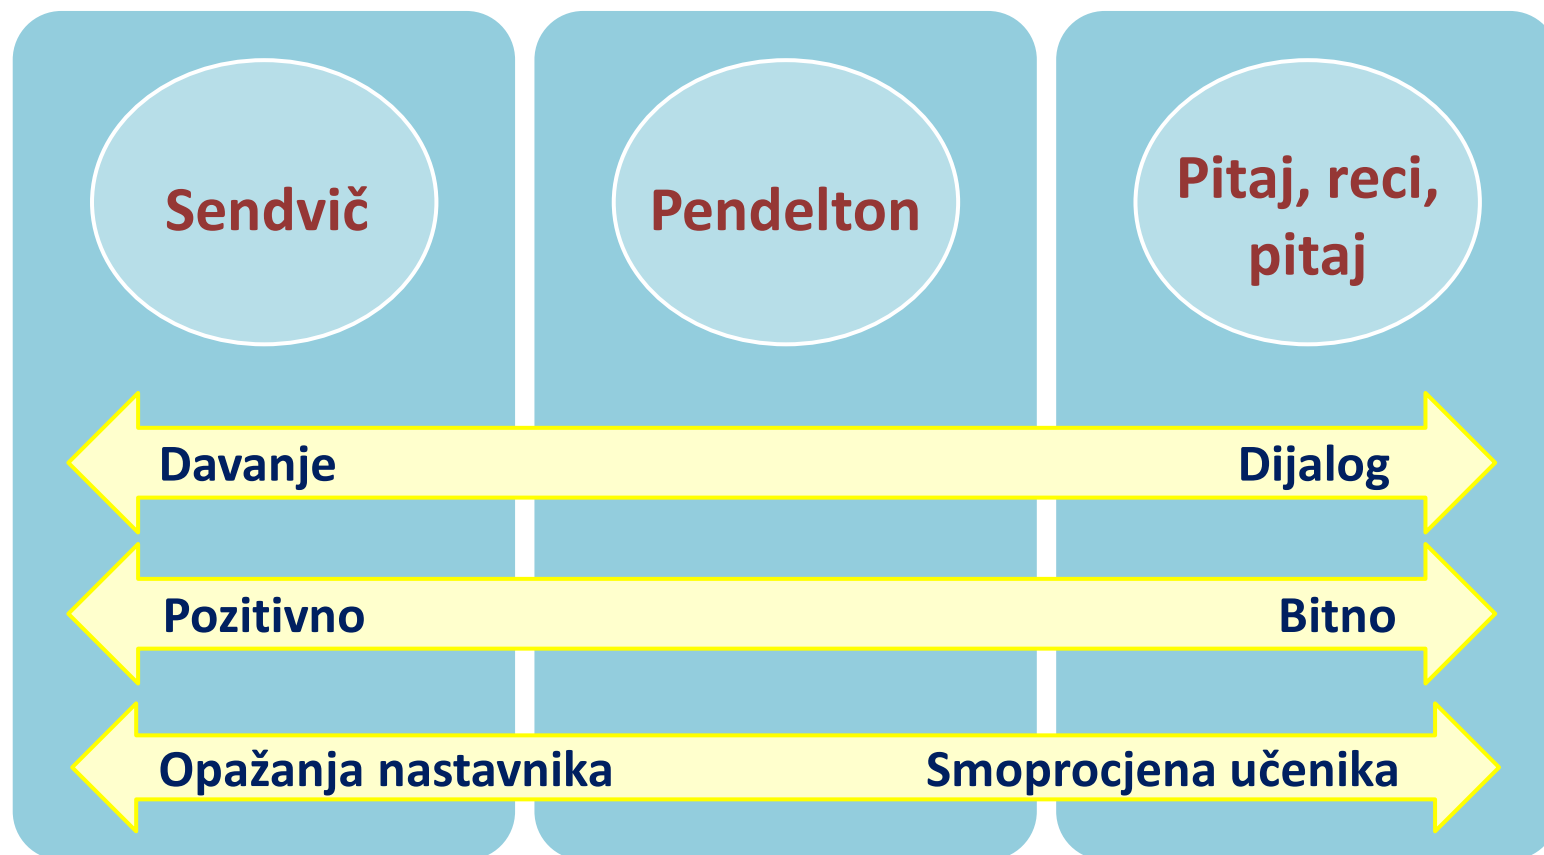 Sendvič
Pendelton
Pitaj, reci,
pitaj
Davanje
Dijalog
Pozitivno
Bitno
Opažanja nastavnika
Smoprocjena učenika